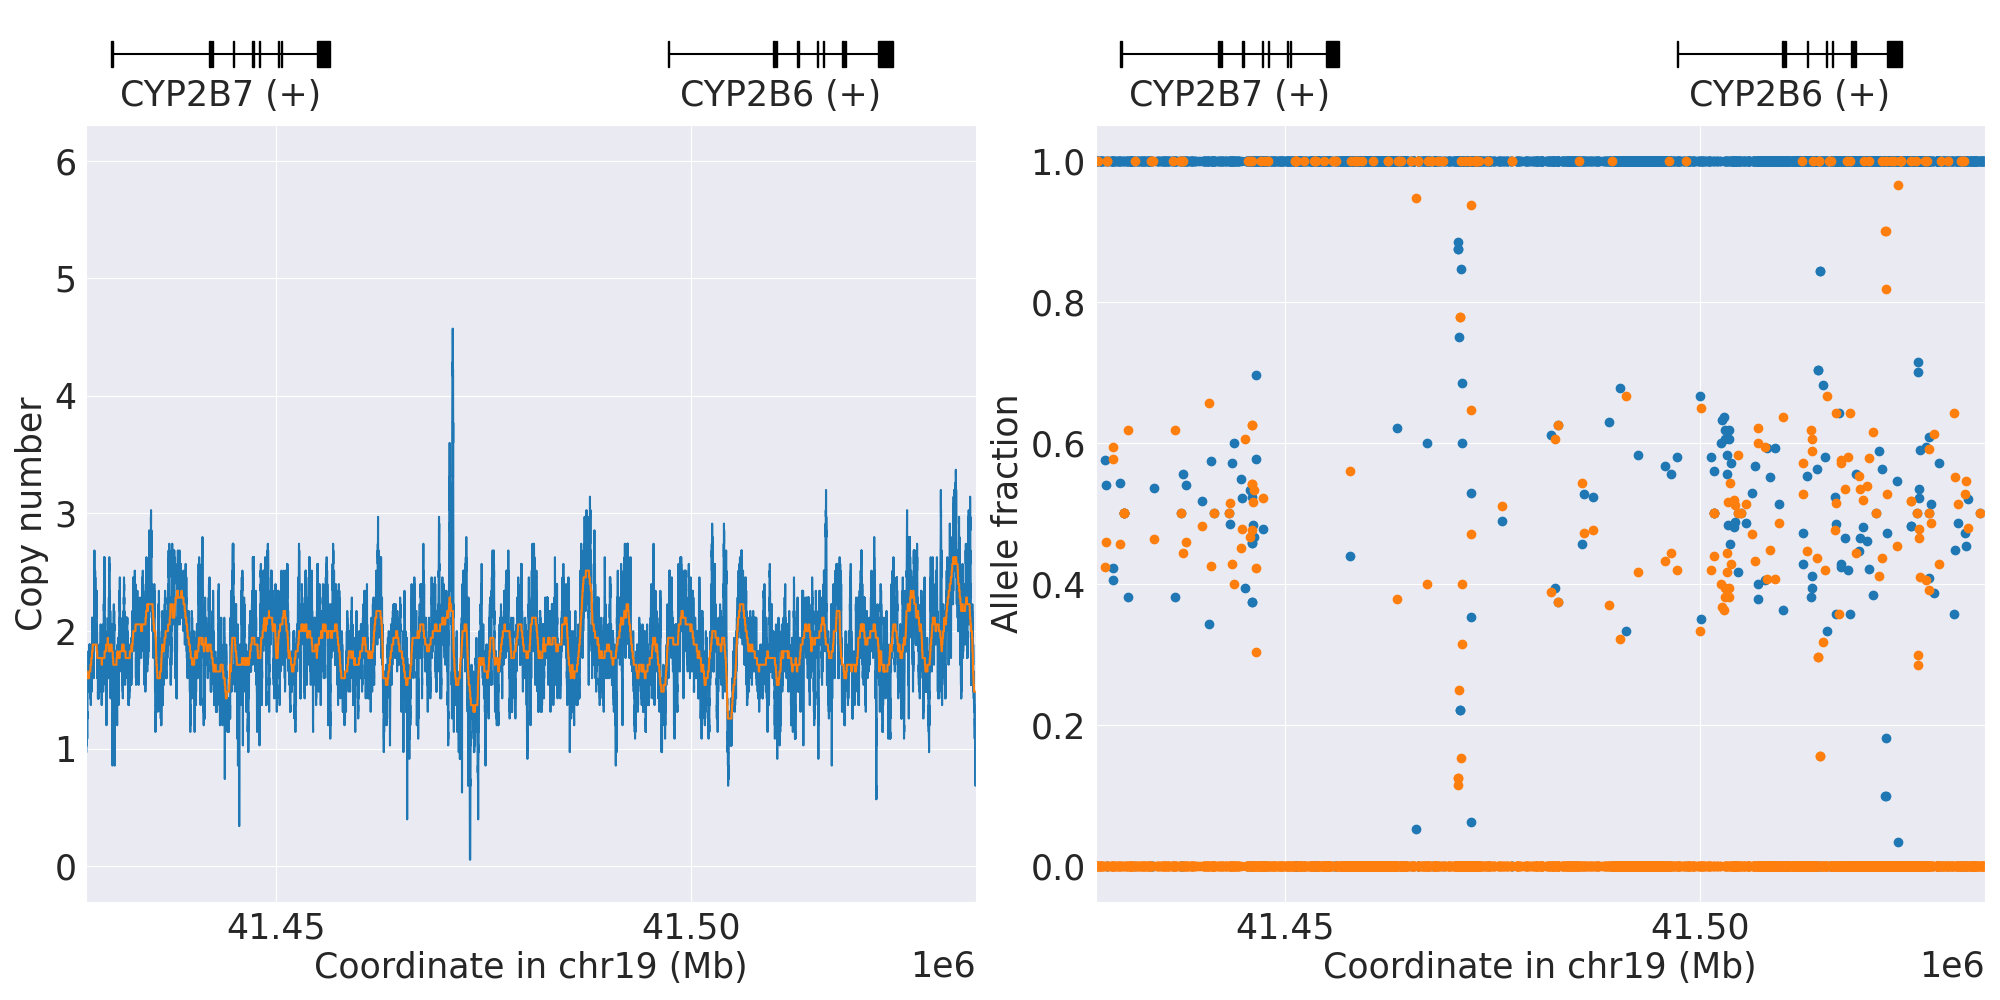 CYP2B7 (+)
CYP2B6 (+)
6
5
4
3
2
1
0
Copy number
41.45
41.50
Coordinate in chr19 (Mb)
1e6
CYP2B7 (+)
CYP2B6 (+)
1.0
0.8
0.6
0.4
0.2
0.0
Allele fraction
41.45
41.50
Coordinate in chr19 (Mb)
1e6